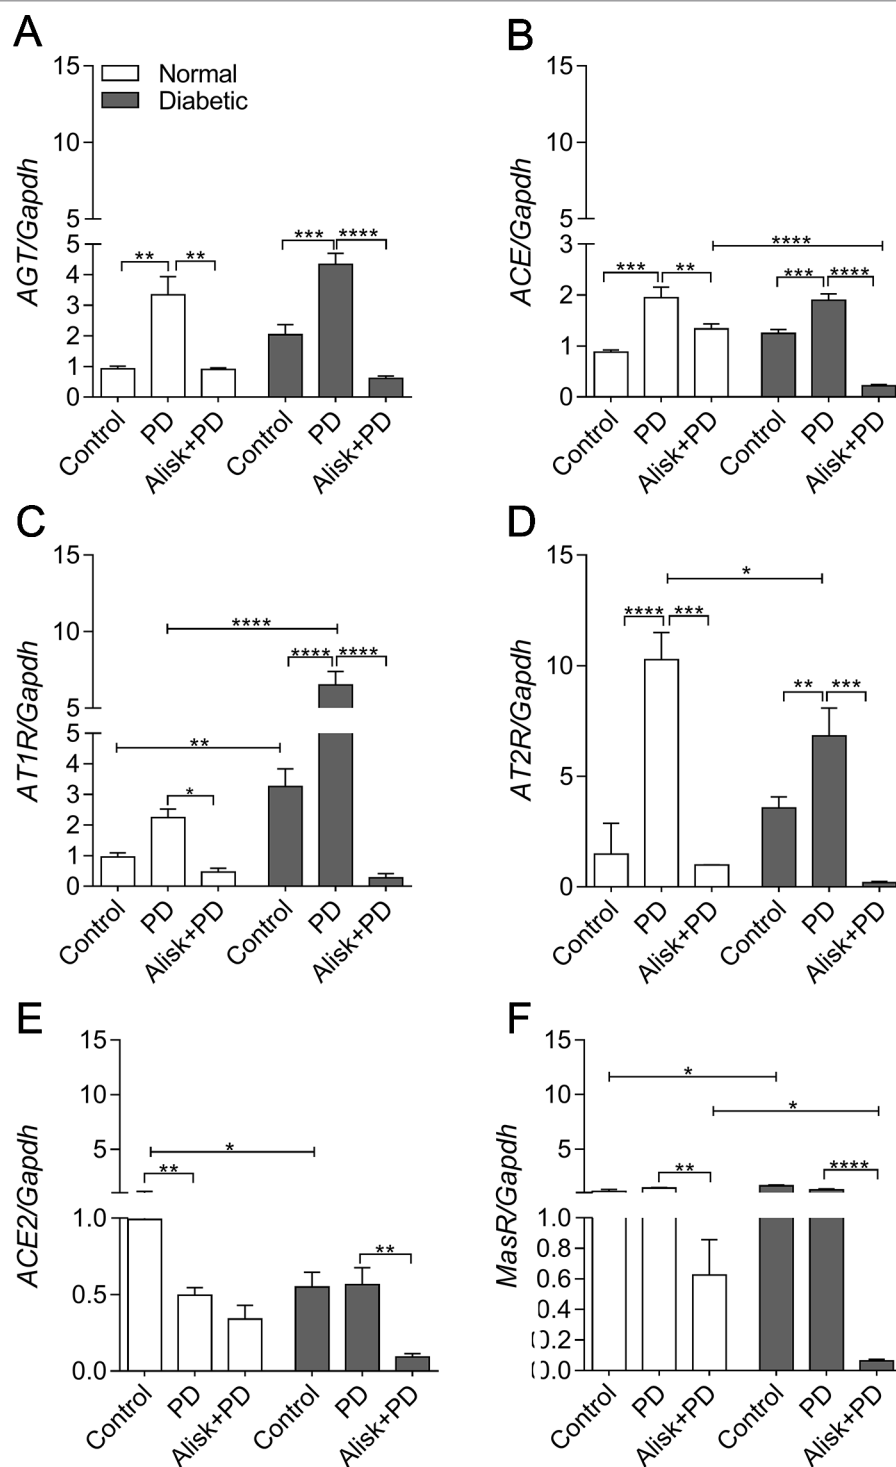 A
B
15
10
5
5
4
3
2
1
0
AGT/Gapdh
Normal
Diabetic
**
**
***
****
Control
PD
Alisk+PD
Control
PD
Alisk+PD
15
10
5
3
2
1
0
ACE/Gapdh
****
***
**
***
****
Control
PD
Alisk+PD
Control
PD
Alisk+PD
C
D
15
10
5
5
4
3
2
1
0
AT1R/Gapdh
****
****
****
**
*
Control
PD
Alisk+PD
Control
PD
Alisk+PD
15
10
5
0
AT2R/Gapdh
*
****
***
**
***
Control
PD
Alisk+PD
Control
PD
Alisk+PD
E
F
15
10
5
1.0
0.5
0.0
ACE2/Gapdh
*
**
**
Control
PD
Alisk+PD
Control
PD
Alisk+PD
15
10
5
1.0
0.8
0.6
0.4
0.2
0.0
MasR/Gapdh
*
*
**
****
Control
PD
Alisk+PD
Control
PD
Alisk+PD